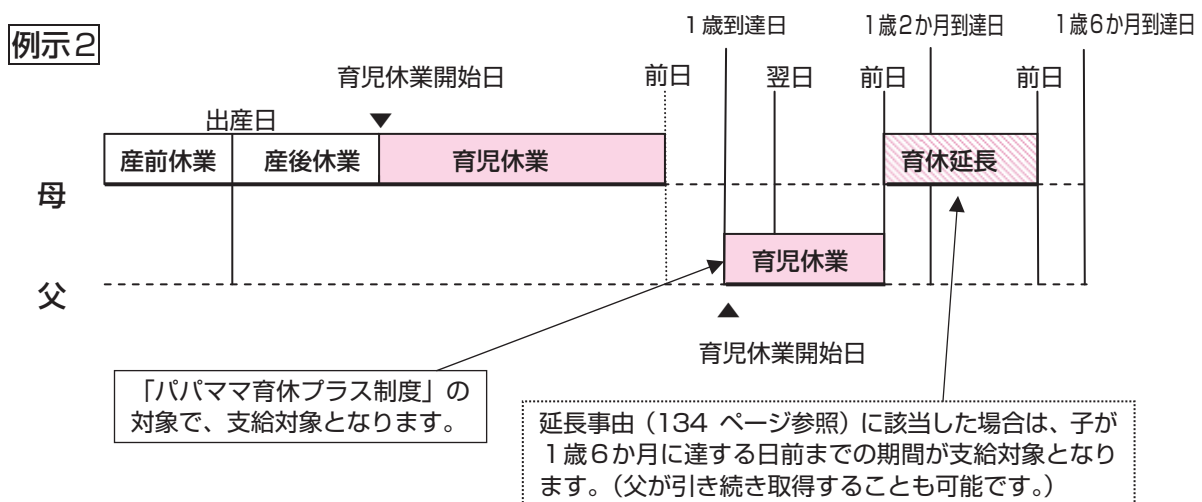 例示2
1歳到達日
1歳2か月到達日
1歳6か月到達日
育児休業開始日
前日
翌日
前日
前日
出産日
産前休業
産後休業
育児休業
育休延長
母
育児休業
父
育児休業開始日
「パパママ育休プラス制度」の
対象で、支給対象となります。
延長事由（134 ページ参照）に該当した場合は、子が
1歳6か月に達する日前までの期間が支給対象となり
ます。（父が引き続き取得することも可能です。）